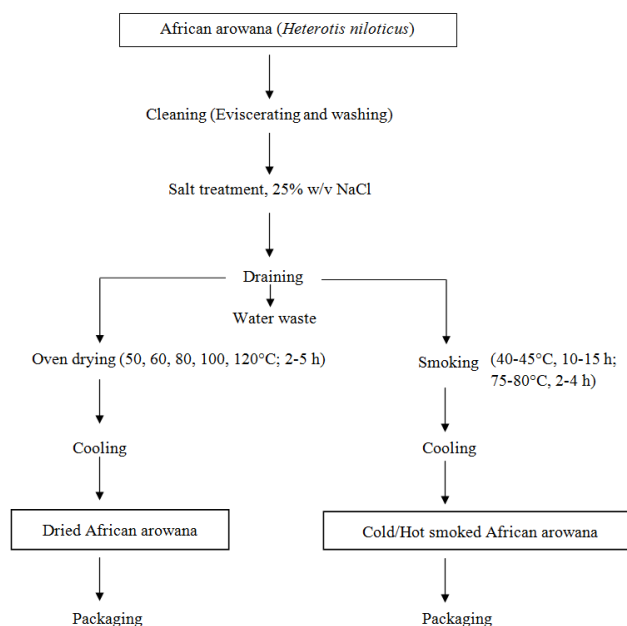 African arowana (Heterotis niloticus)
Cleaning (Eviscerating and washing)
Salt treatment, 25% w/v NaCl
Draining
Water waste
Oven drying (50, 60, 80, 100, 120°C; 2-5 h)
Smoking
(40-45°C, 10-15 h;
75-80°C, 2-4 h)
Cooling
Cooling
Dried African arowana
Cold/Hot smoked African arowana
Packaging
Packaging